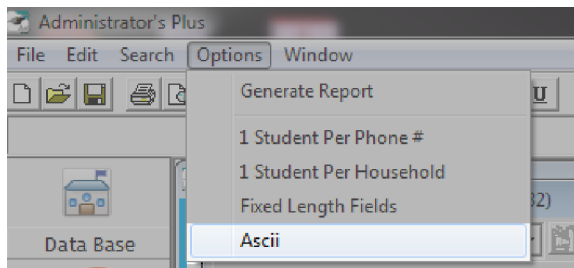 Administrator's Plus
File Edit Search Options Window
Generate Report
U
1 Student Per Phone #
1 Student Per Household
Fixed Length Fields
32)
Data Base
Ascii